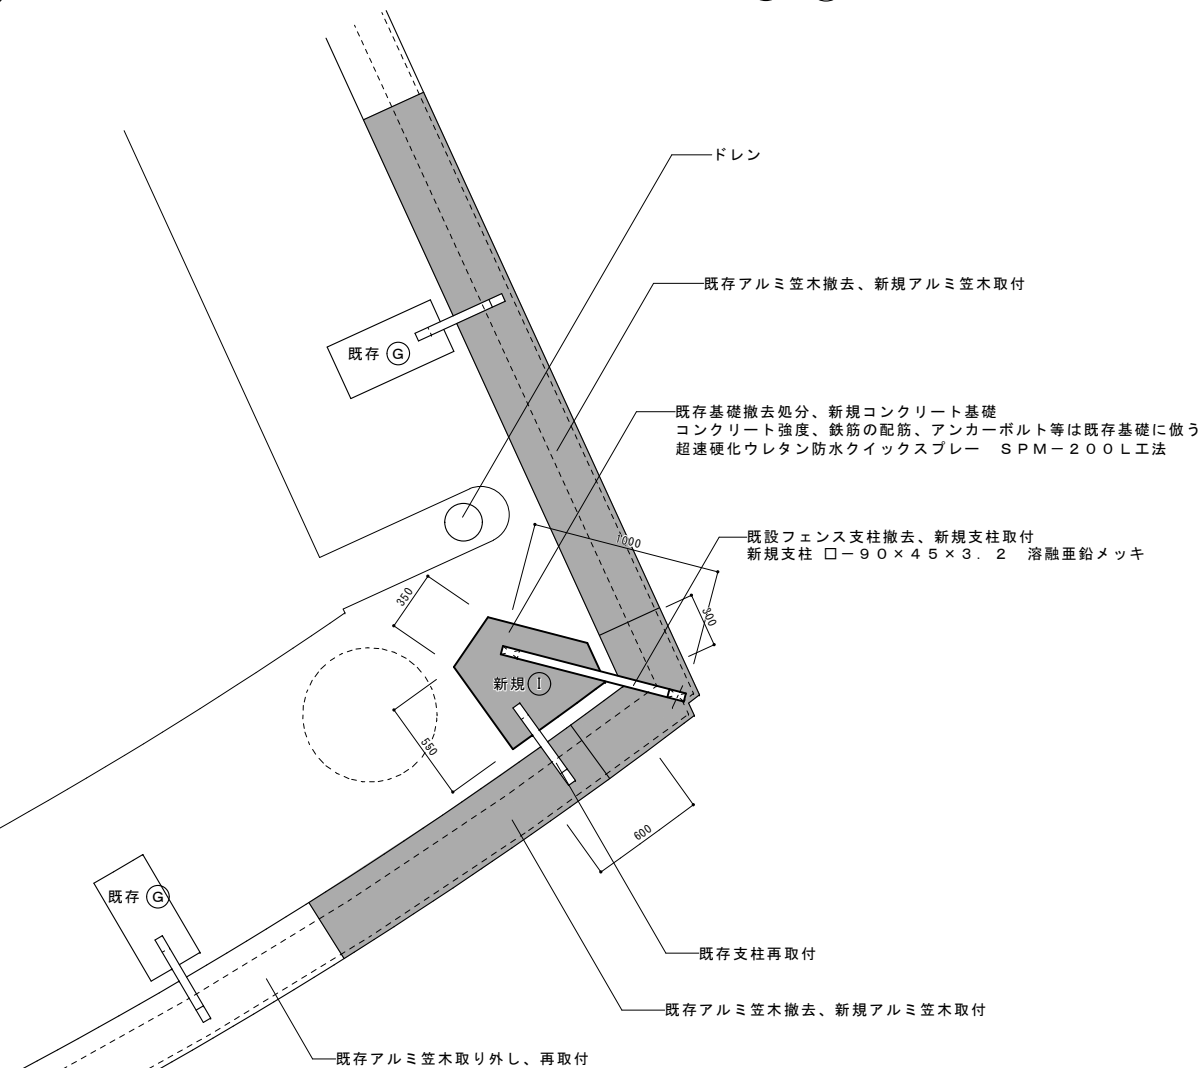 ドレン
既存アルミ笠木撤去、新規アルミ笠木取付
既存 G
既存基礎撤去処分、新規コンクリート基礎
コンクリート強度、鉄筋の配筋、アンカーボルト等は既存基礎に倣う
超速硬化ウレタン防水クイックスプレー　ＳＰＭ－２００Ｌ工法
既設フェンス支柱撤去、新規支柱取付
新規支柱 ロ－９０×４５×３．２　溶融亜鉛メッキ
1000
350
300
新規 I
550
600
既存 G
既存支柱再取付
既存アルミ笠木撤去、新規アルミ笠木取付
既存アルミ笠木取り外し、再取付